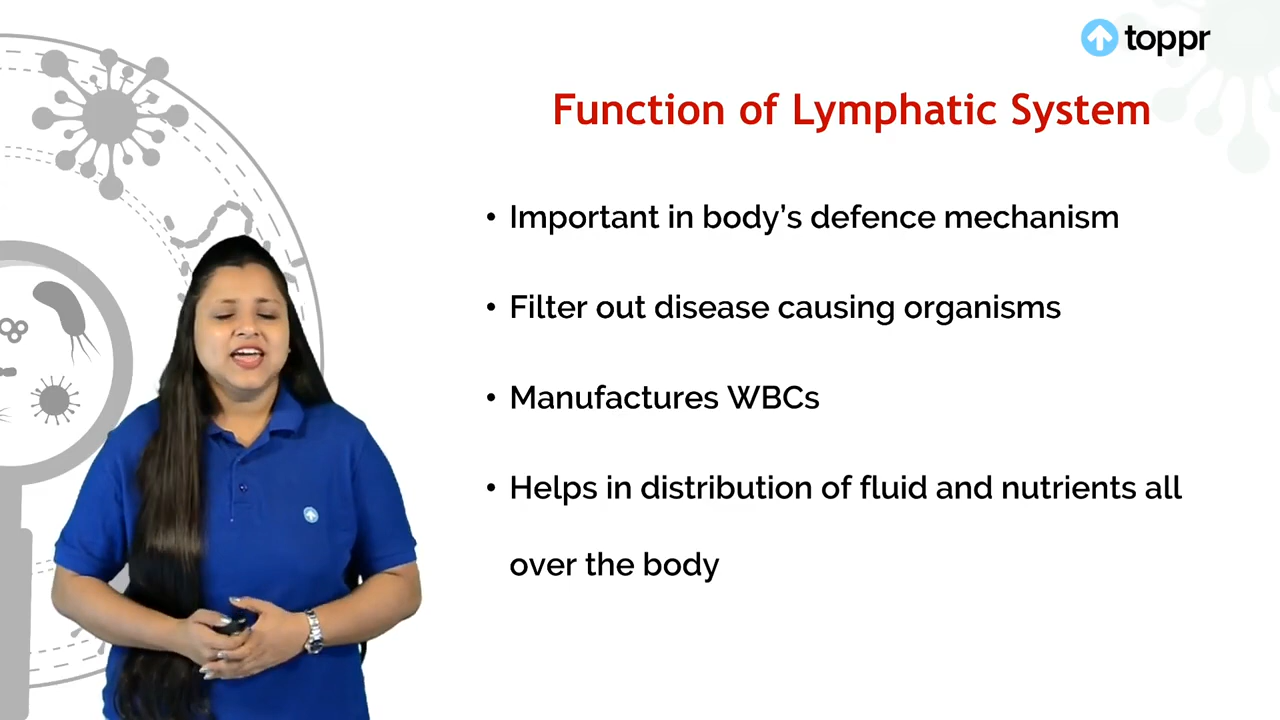 toppr
Function of Lymphatic System
• Important in body's defence mechanism
• Filter out disease causing organisms
• Manufactures WBCs
• Helps in distribution of fluid and nutrients all
over the body